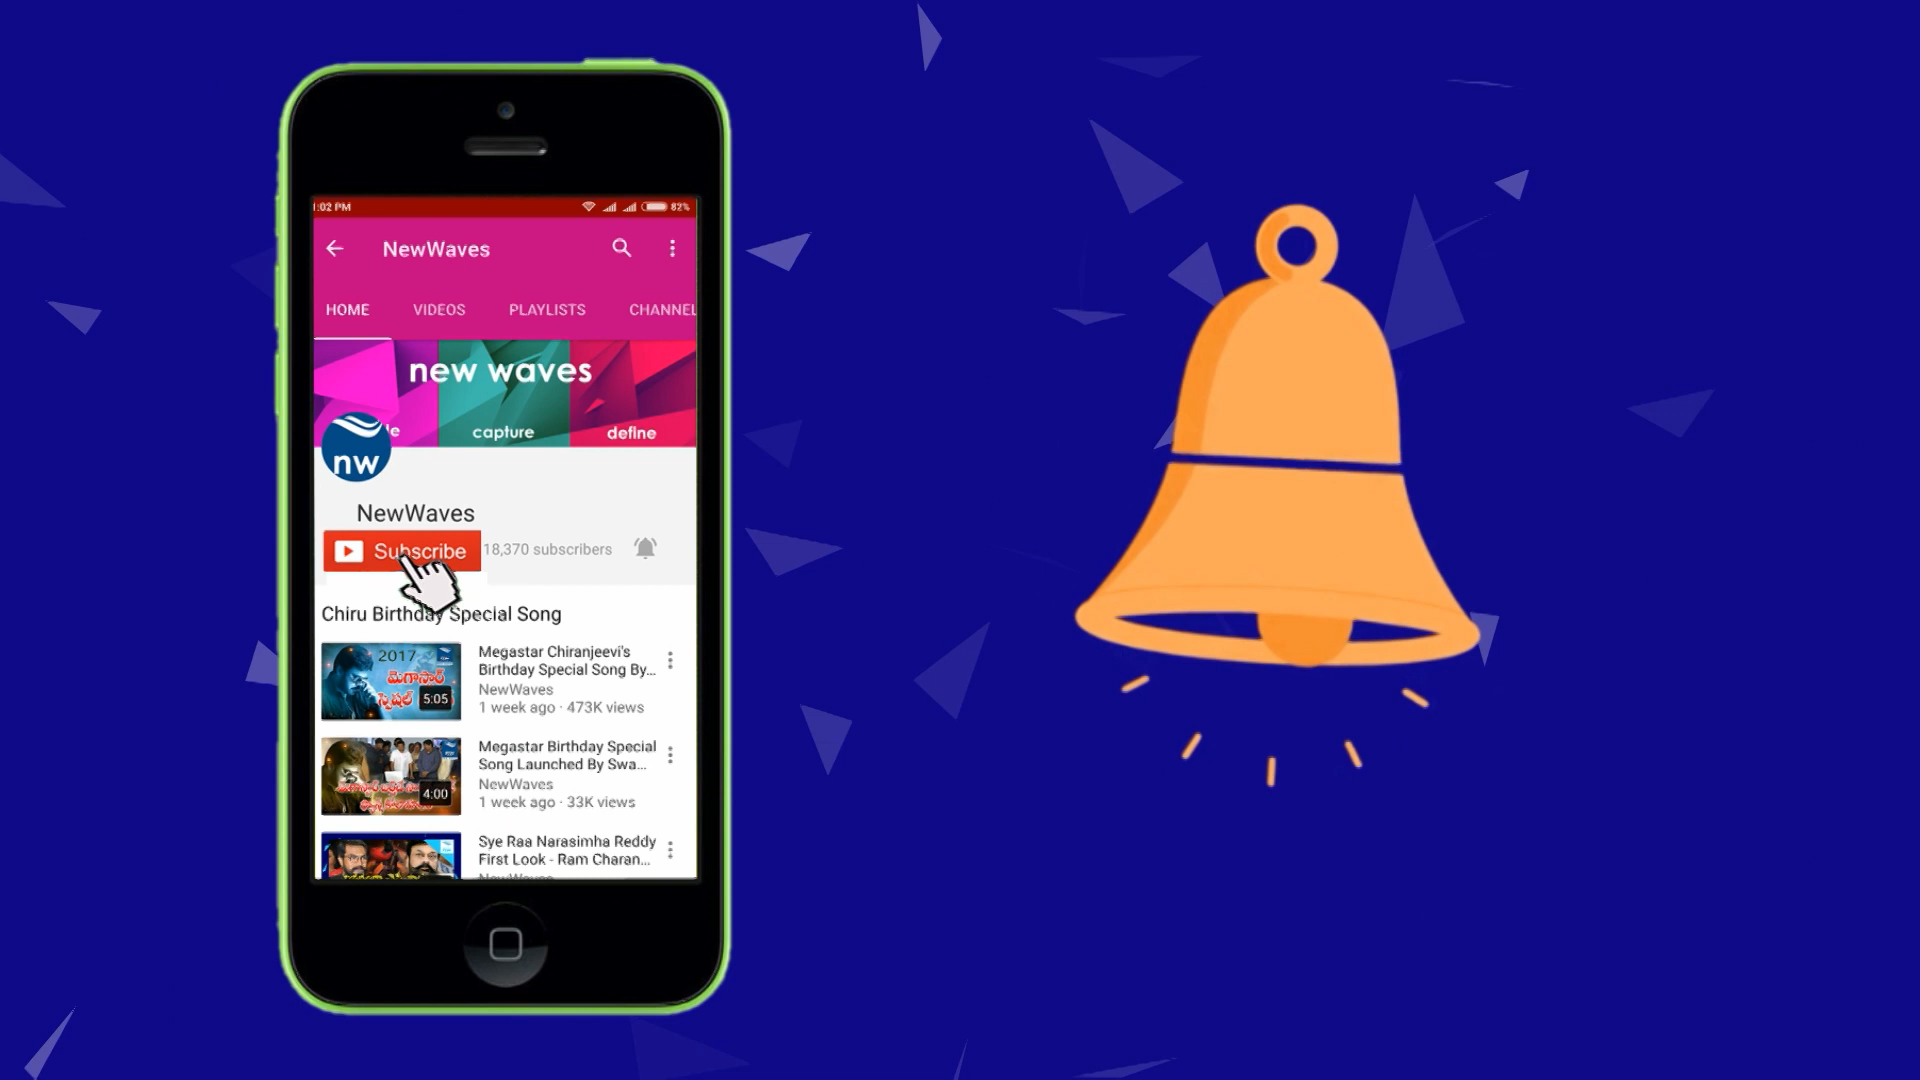 1:02 PM
82%
NewWaves
HOME VIDEOS PLAYLISTS CHANNEL
new waves
capture define
nw
NewWaves
Subscribe 18,370 subscribers
Chiru Birthday Special Song
2017
మెగాస్టార్
స్పెషల్
5:05
Megastar Chiranjeevi's
Birthday Special Song By...
NewWaves
1 week ago · 473K views
4:00
Megastar Birthday Special
Song Launched By Swa...
NewWaves
1 week ago · 33K views
Sye Raa Narasimha Reddy
First Look - Ram Charan...
NewWaves